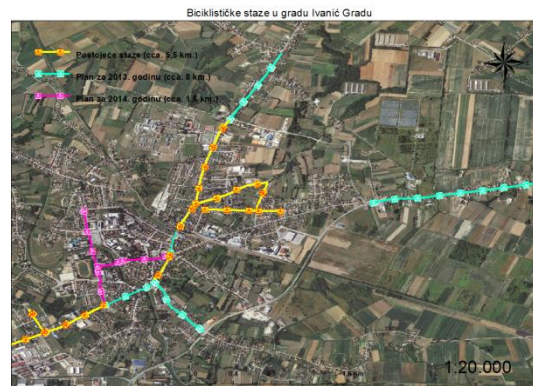 Biciklističke staze u gradu Ivanić Gradu
Postojeće staze (cca. 5,5 km.)
Plan za 2013. godinu (cca. 8 km.)
Plan za 2014. godinu (cca. 1,5 km.)
1:20.000